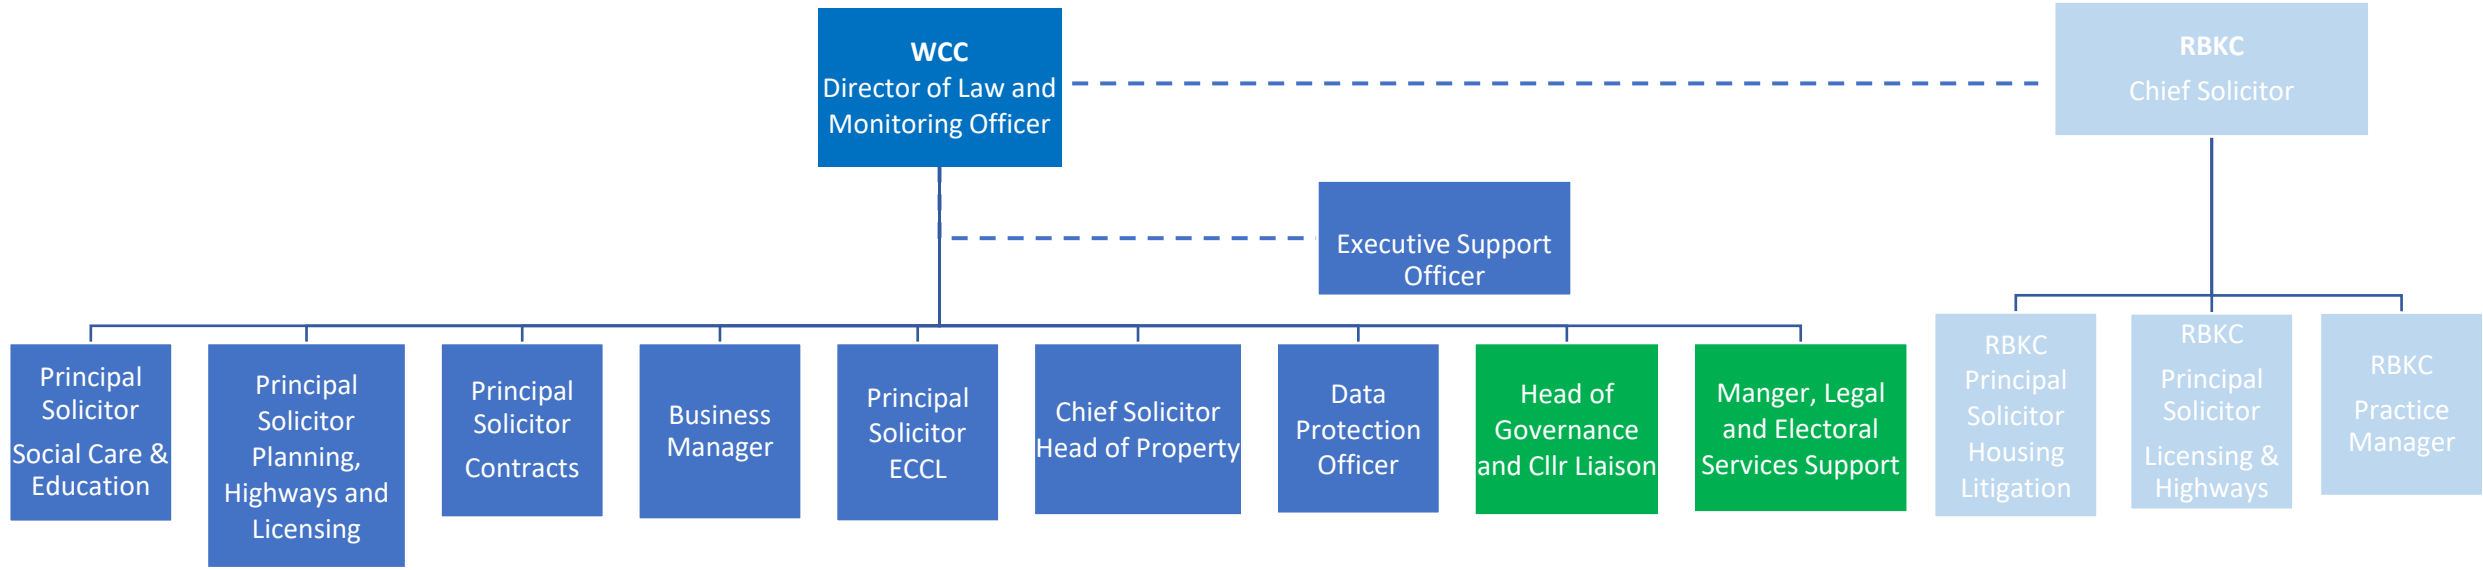 WCC
Director of Law and
Monitoring Officer
RBKC
Chief Solicitor
Executive Support
Officer
Principal
Solicitor
Social Care &
Education
Principal
Solicitor
Planning,
Highways and
Licensing
Principal
Solicitor
Contracts
Business
Manager
Principal
Solicitor
ECCL
Chief Solicitor
Head of Property
Data
Protection
Officer
Head of
Governance
and Cllr Liaison
Manger, Legal
and Electoral
Services Support
RBKC
Principal
Solicitor
Housing
Litigation
RBKC
Principal
Solicitor
Licensing &
Highways
RBKC
Practice
Manager